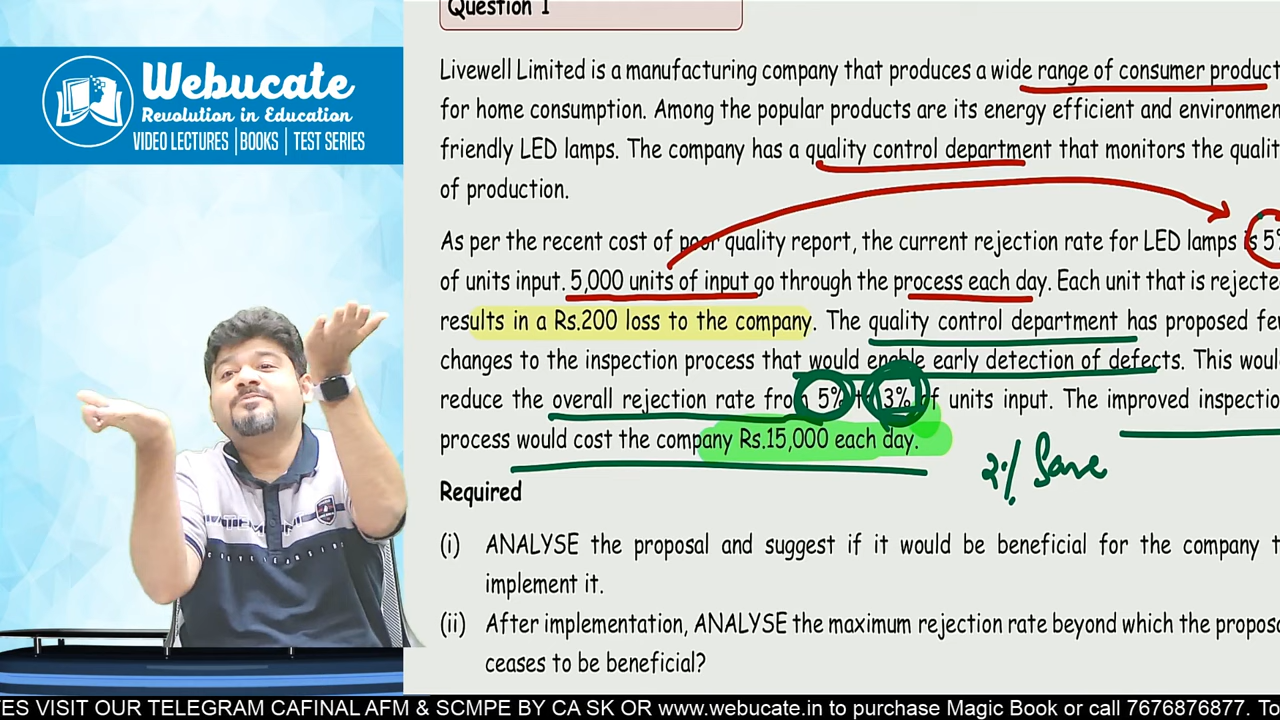 Question 1
Webucate
Revolution in Education
VIDEO LECTURES | BOOKS | TEST SERIES
Livewell Limited is a manufacturing company that produces a wide range of consumer product
for home consumption. Among the popular products are its energy efficient and environmen
friendly LED lamps. The company has a quality control department that monitors the qualit
of production.
As per the recent cost of poor quality report, the current rejection rate for LED lamps is 5%
of units input. 5,000 units of input go through the process each day. Each unit that is rejecte
results in a Rs.200 loss to the company. The quality control department has proposed few
changes to the inspection process that would enable early detection of defects. This would
reduce the overall rejection rate from 5% to 3% of units input. The improved inspectio
process would cost the company Rs.15,000 each day.
2% Save
Required
(i) ANALYSE the proposal and suggest if it would be beneficial for the company t
implement it.
(ii) After implementation, ANALYSE the maximum rejection rate beyond which the propos
ceases to be beneficial?
TES VISIT OUR TELEGRAM CAFINAL AFM & SCMPE BY CA SK OR www.webucate.in to purchase Magic Book or call 7676876877. To